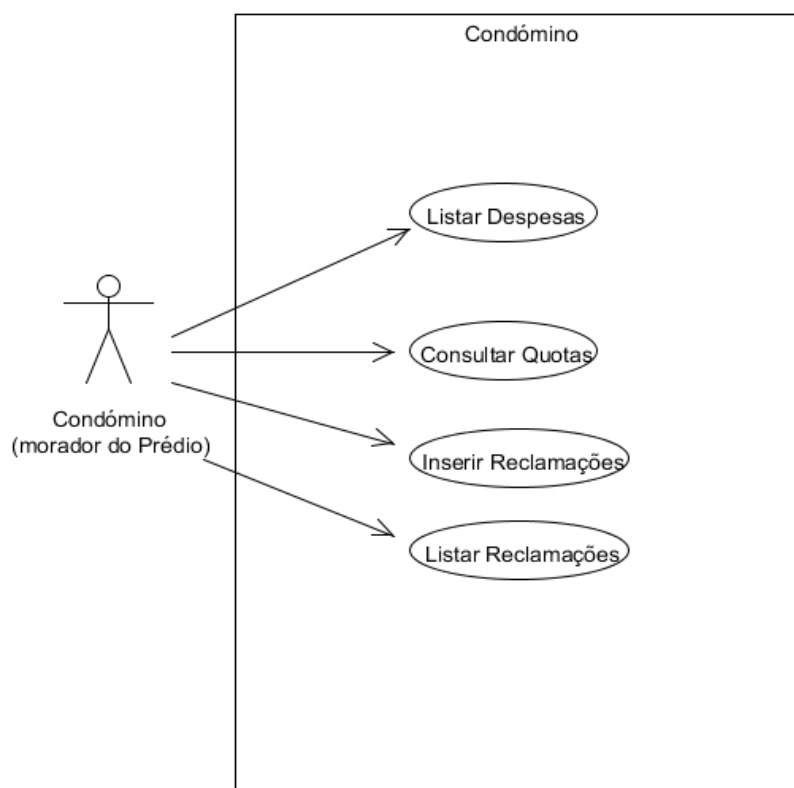 Condómino
Listar Despesas
Consultar Quotas
Condómino
(morador do Prédio)
Inserir Reclamações
Listar Reclamações